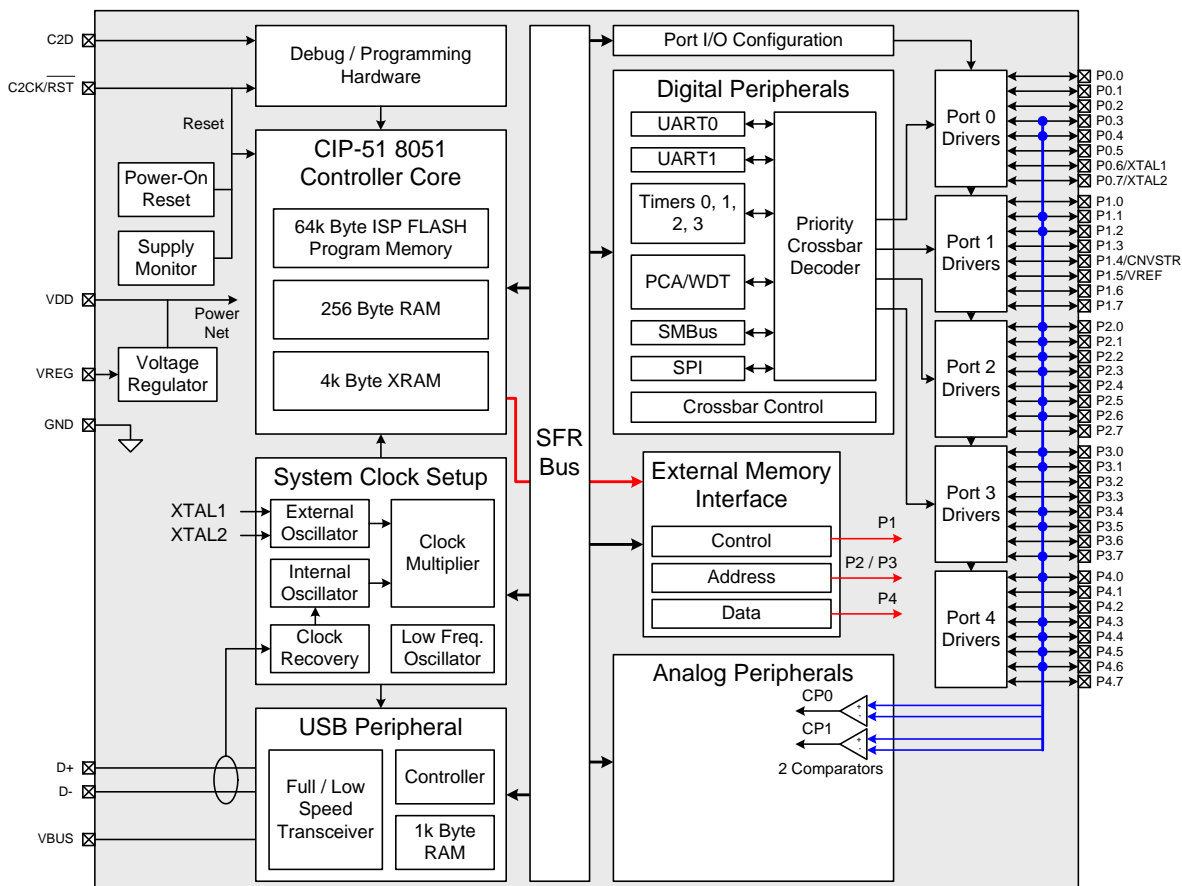 C2D
C2CK/RST
Debug / Programming
Hardware
Reset
Power-On
Reset
Supply
Monitor
VDD
Power
Net
VREG
Voltage
Regulator
GND
CIP-51 8051
Controller Core
64k Byte ISP FLASH
Program Memory
256 Byte RAM
4k Byte XRAM
System Clock Setup
XTAL1
XTAL2
External
Oscillator
Internal
Oscillator
Clock
Multiplier
Clock
Recovery
Low Freq.
Oscillator
USB Peripheral
D+
D-
VBUS
Full / Low
Speed
Transceiver
Controller
1k Byte
RAM
SFR
Bus
Port I/O Configuration
Digital Peripherals
UART0
UART1
Timers 0, 1,
2, 3
PCA/WDT
SMBus
SPI
Priority
Crossbar
Decoder
Crossbar Control
External Memory
Interface
Control
Address
Data
P1
P2 / P3
P4
Analog Peripherals
CP0
+
-
CP1
+
-
2 Comparators
Port 0
Drivers
Port 1
Drivers
Port 2
Drivers
Port 3
Drivers
Port 4
Drivers
P0.0
P0.1
P0.2
P0.3
P0.4
P0.5
P0.6/XTAL1
P0.7/XTAL2
P1.0
P1.1
P1.2
P1.3
P1.4/CNVSTR
P1.5/VREF
P1.6
P1.7
P2.0
P2.1
P2.2
P2.3
P2.4
P2.5
P2.6
P2.7
P3.0
P3.1
P3.2
P3.3
P3.4
P3.5
P3.6
P3.7
P4.0
P4.1
P4.2
P4.3
P4.4
P4.5
P4.6
P4.7